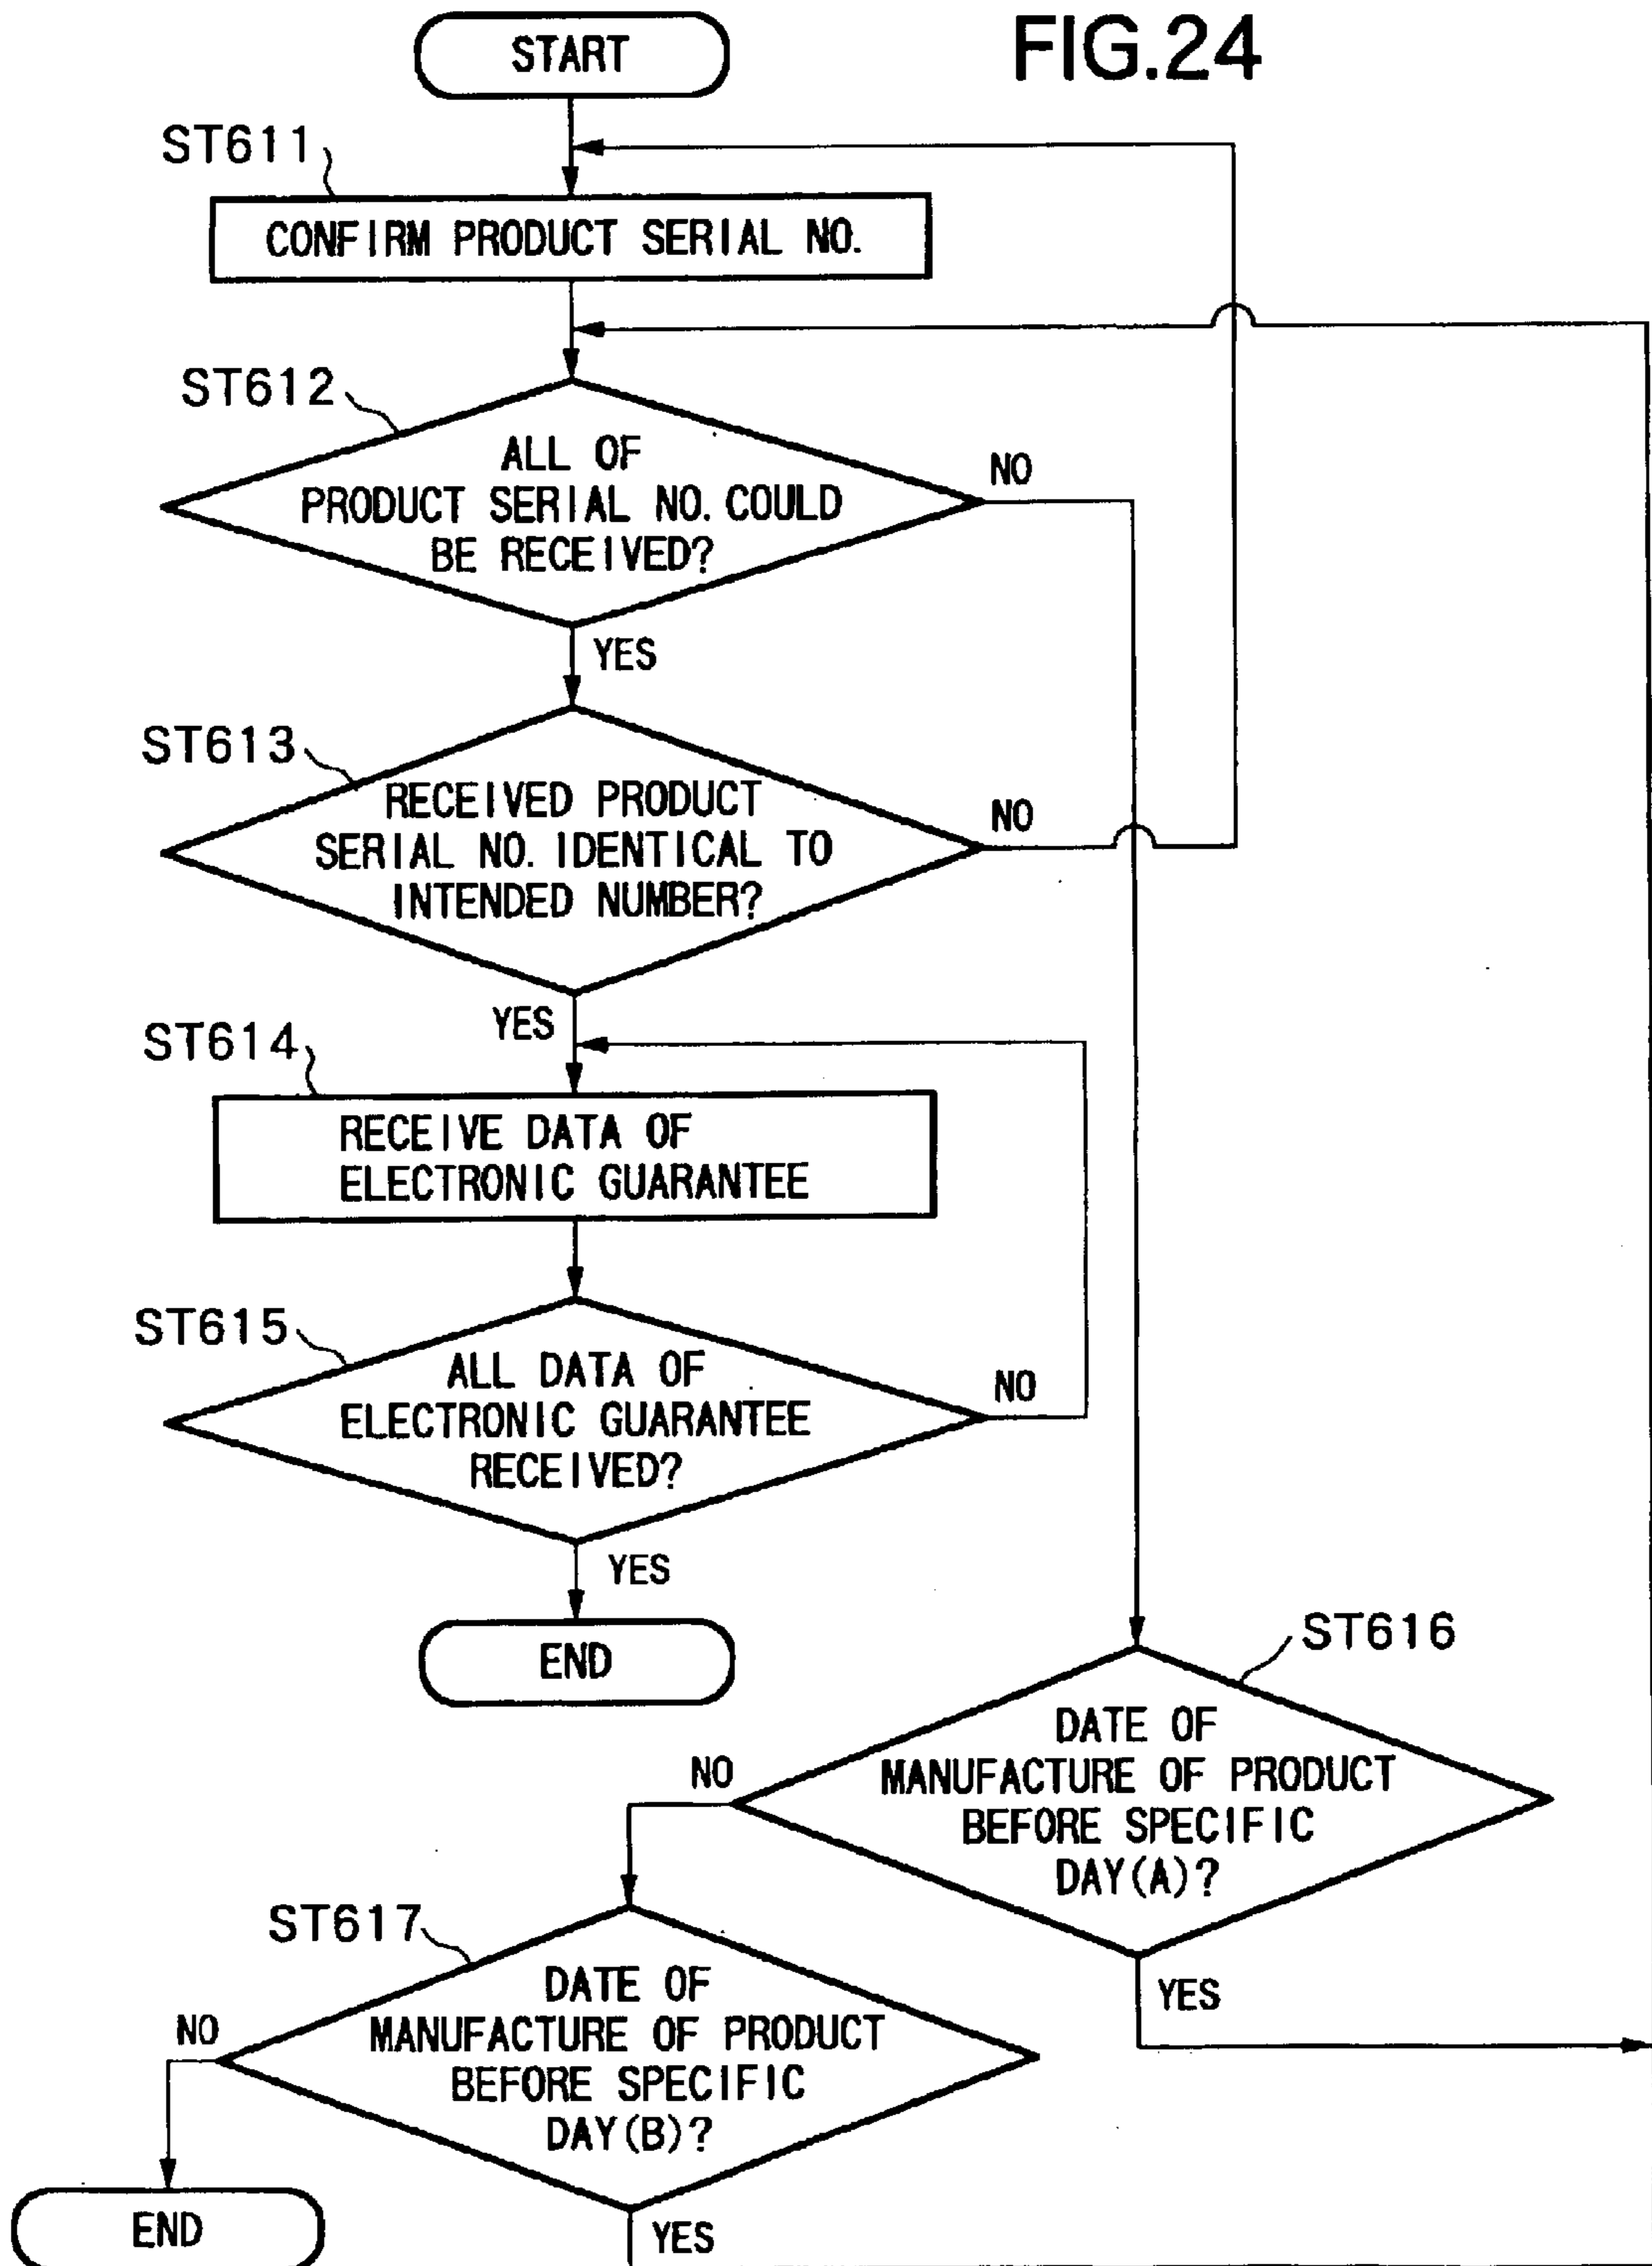 FIG.24
START
ST611
CONFIRM PRODUCT SERIAL NO.
ST612
ALL OF
PRODUCT SERIAL NO. COULD
BE RECEIVED?
NO
YES
ST613
RECEIVED PRODUCT
SERIAL NO. IDENTICAL TO
INTENDED NUMBER?
NO
YES
ST614
RECEIVE DATA OF
ELECTRONIC GUARANTEE
ST615
ALL DATA OF
ELECTRONIC GUARANTEE
RECEIVED?
NO
YES
END
ST616
DATE OF
MANUFACTURE OF PRODUCT
BEFORE SPECIFIC
DAY(A)?
NO
YES
ST617
DATE OF
MANUFACTURE OF PRODUCT
BEFORE SPECIFIC
DAY(B)?
NO
YES
END